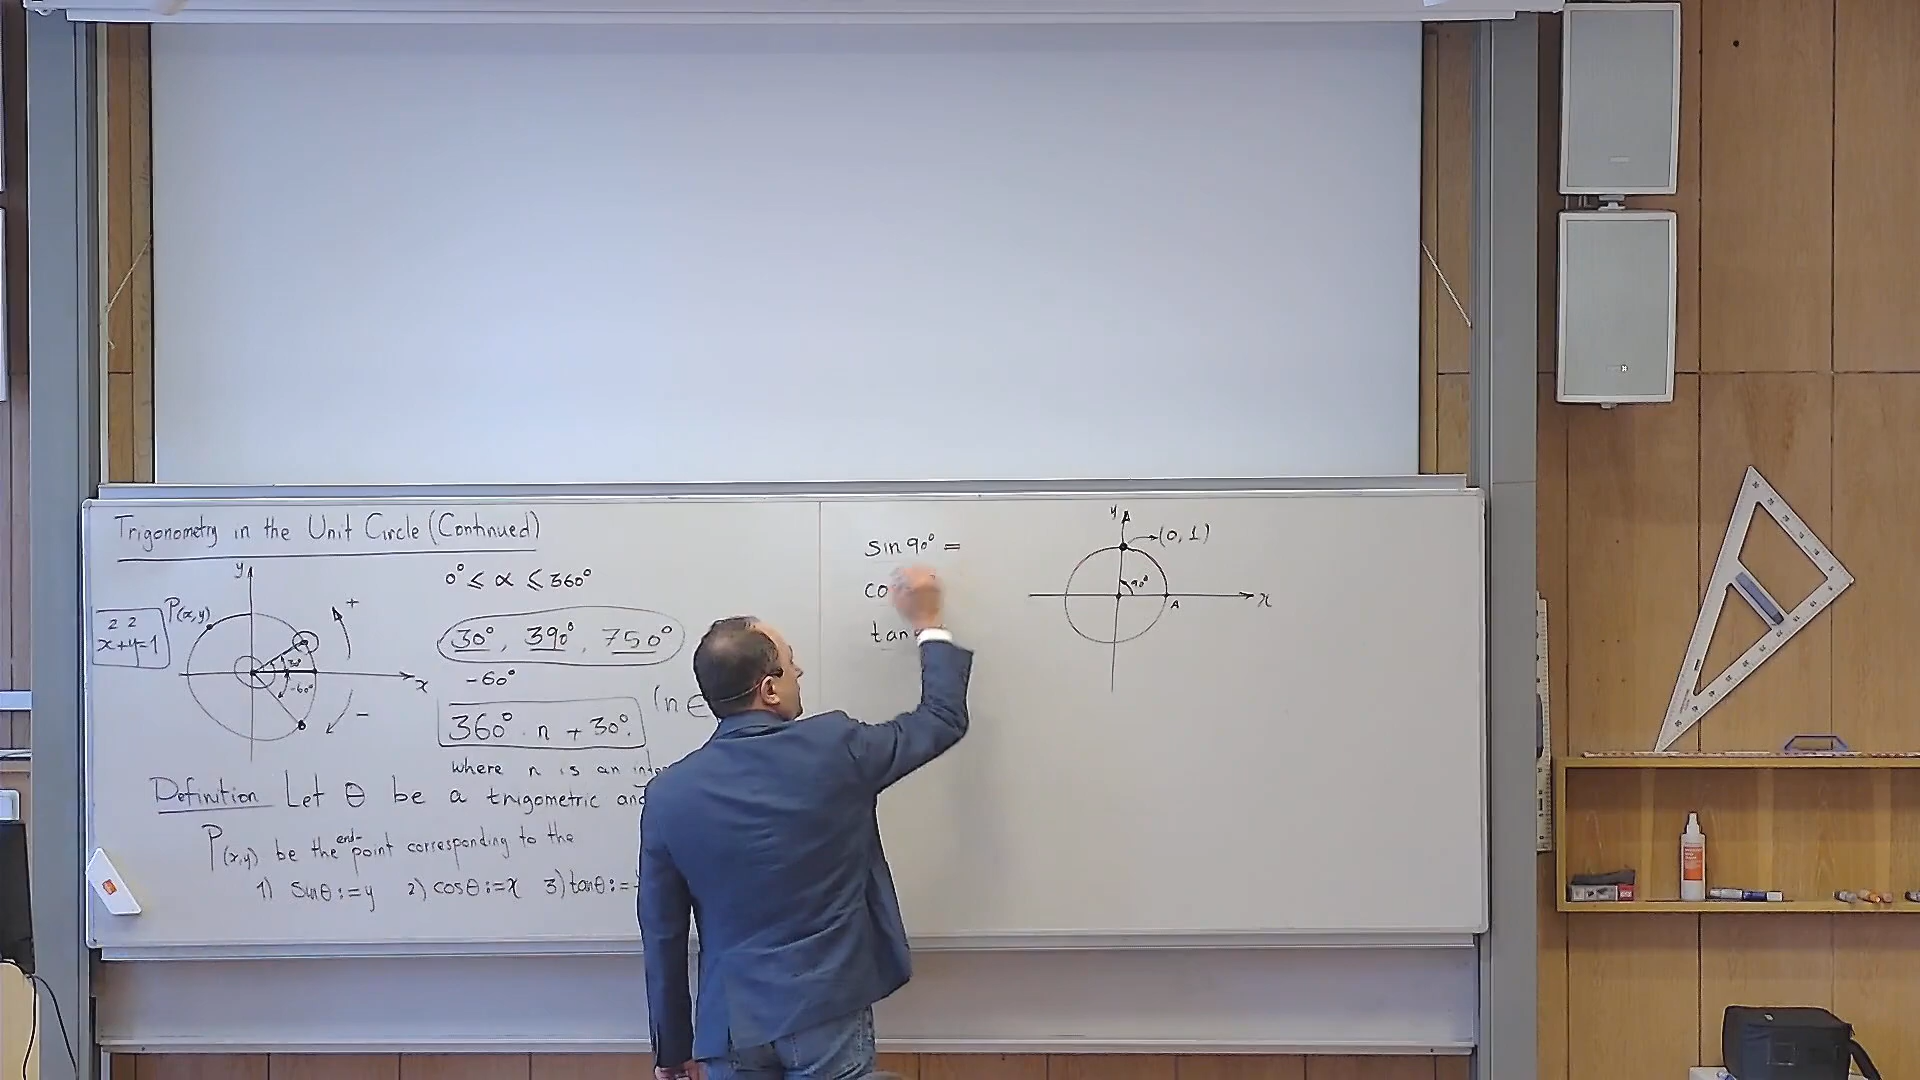 Trigonometry in the Unit Circle (Continued)
y
0° ⩽ α ⩽ 360°
+
P(x,y)
x²+y²=1
30°, 390°, 750°
30°
-60°
x
-60°
(n ∈
360° · n + 30°.
−
where n is an
Definition Let θ be a trigometric
P(x,y) be the end-point corresponding to the
1) sinθ:=y 2) cosθ:=x 3) tanθ:=
sin 90° =
co
tan
y
(0, 1)
90°
A
x